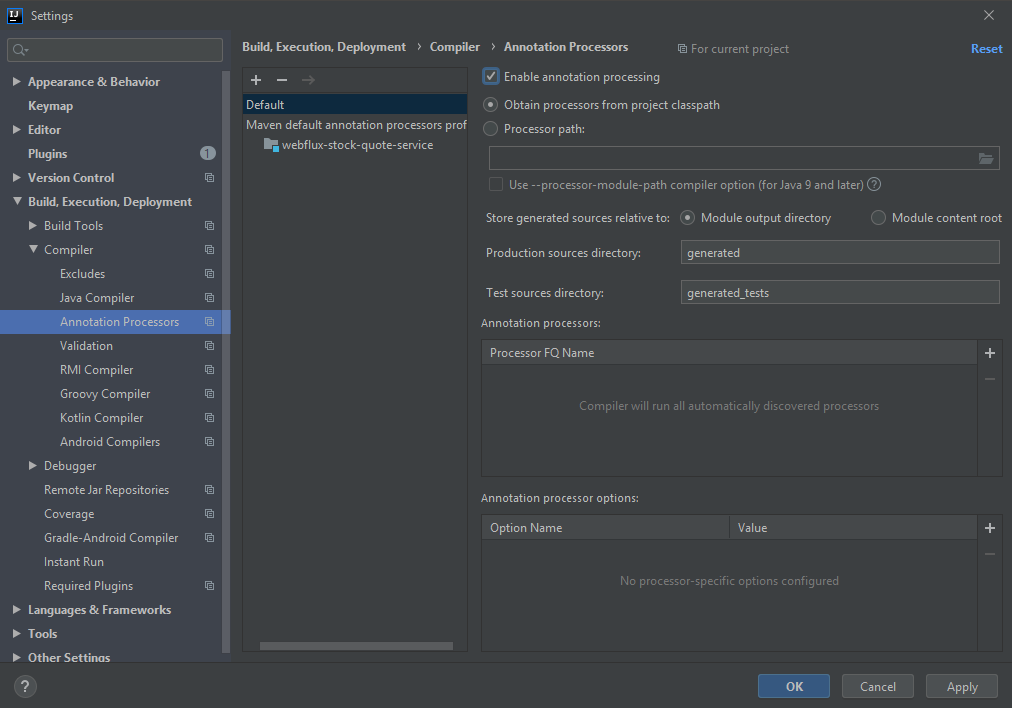 Settings
Appearance & Behavior
Keymap
Editor
Plugins 1
Version Control
Build, Execution, Deployment
Build Tools
Compiler
Excludes
Java Compiler
Annotation Processors
Validation
RMI Compiler
Groovy Compiler
Kotlin Compiler
Android Compilers
Debugger
Remote Jar Repositories
Coverage
Gradle-Android Compiler
Instant Run
Required Plugins
Languages & Frameworks
Tools
Other Settings
Build, Execution, Deployment › Compiler › Annotation Processors
For current project
Reset
Default
Maven default annotation processors prof
webflux-stock-quote-service
Enable annotation processing
Obtain processors from project classpath
Processor path:
Use --processor-module-path compiler option (for Java 9 and later) ?
Store generated sources relative to: Module output directory Module content root
Production sources directory: generated
Test sources directory: generated_tests
Annotation processors:
Processor FQ Name
Compiler will run all automatically discovered processors
Annotation processor options:
Option Name Value
No processor-specific options configured
? OK Cancel Apply